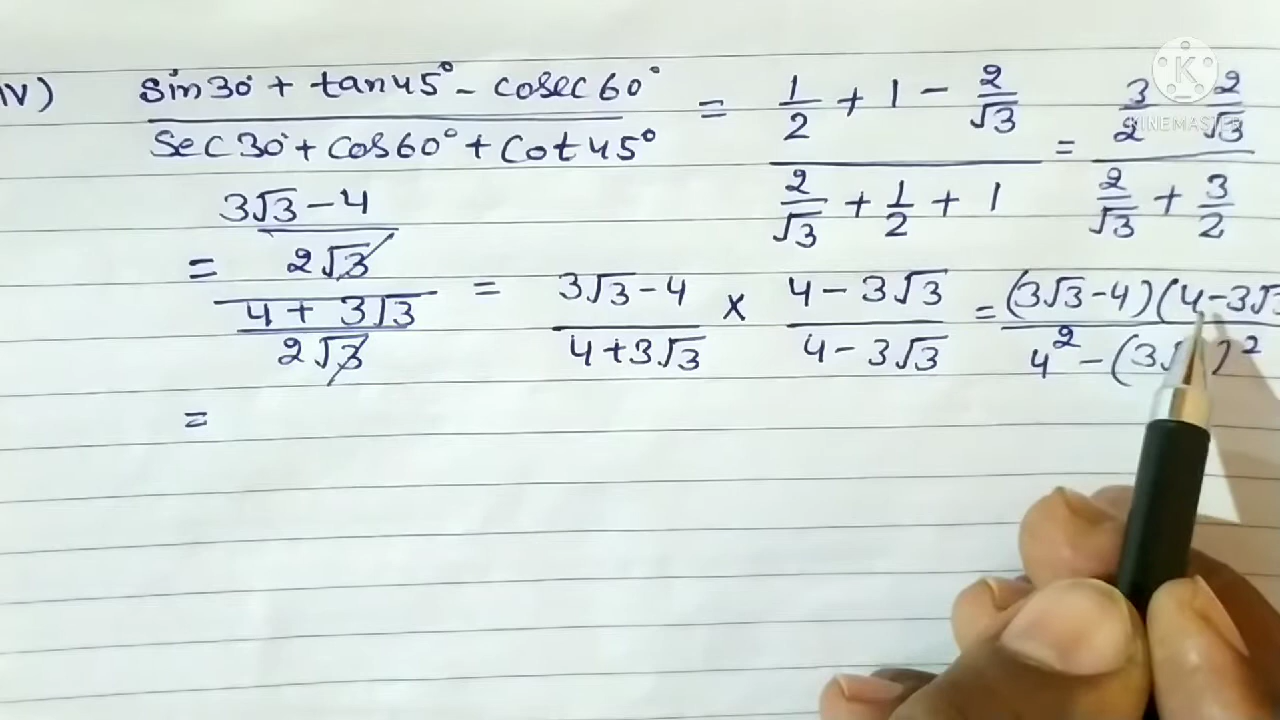 IV) sin30° + tan45° - cosec60° / sec30° + cos60° + cot45° = 1/2 + 1 - 2/√3 / 2/√3 + 1/2 + 1 = 3/2 2/√3 / 2/√3 + 3/2
= 3√3 - 4 / 2√3 / 4 + 3√3 / 2√3 = 3√3 - 4 / 4 + 3√3 × 4 - 3√3 / 4 - 3√3 = (3√3 - 4)(4 - 3√3 / 4² - (3√ )²
=
K
KINEMASTER